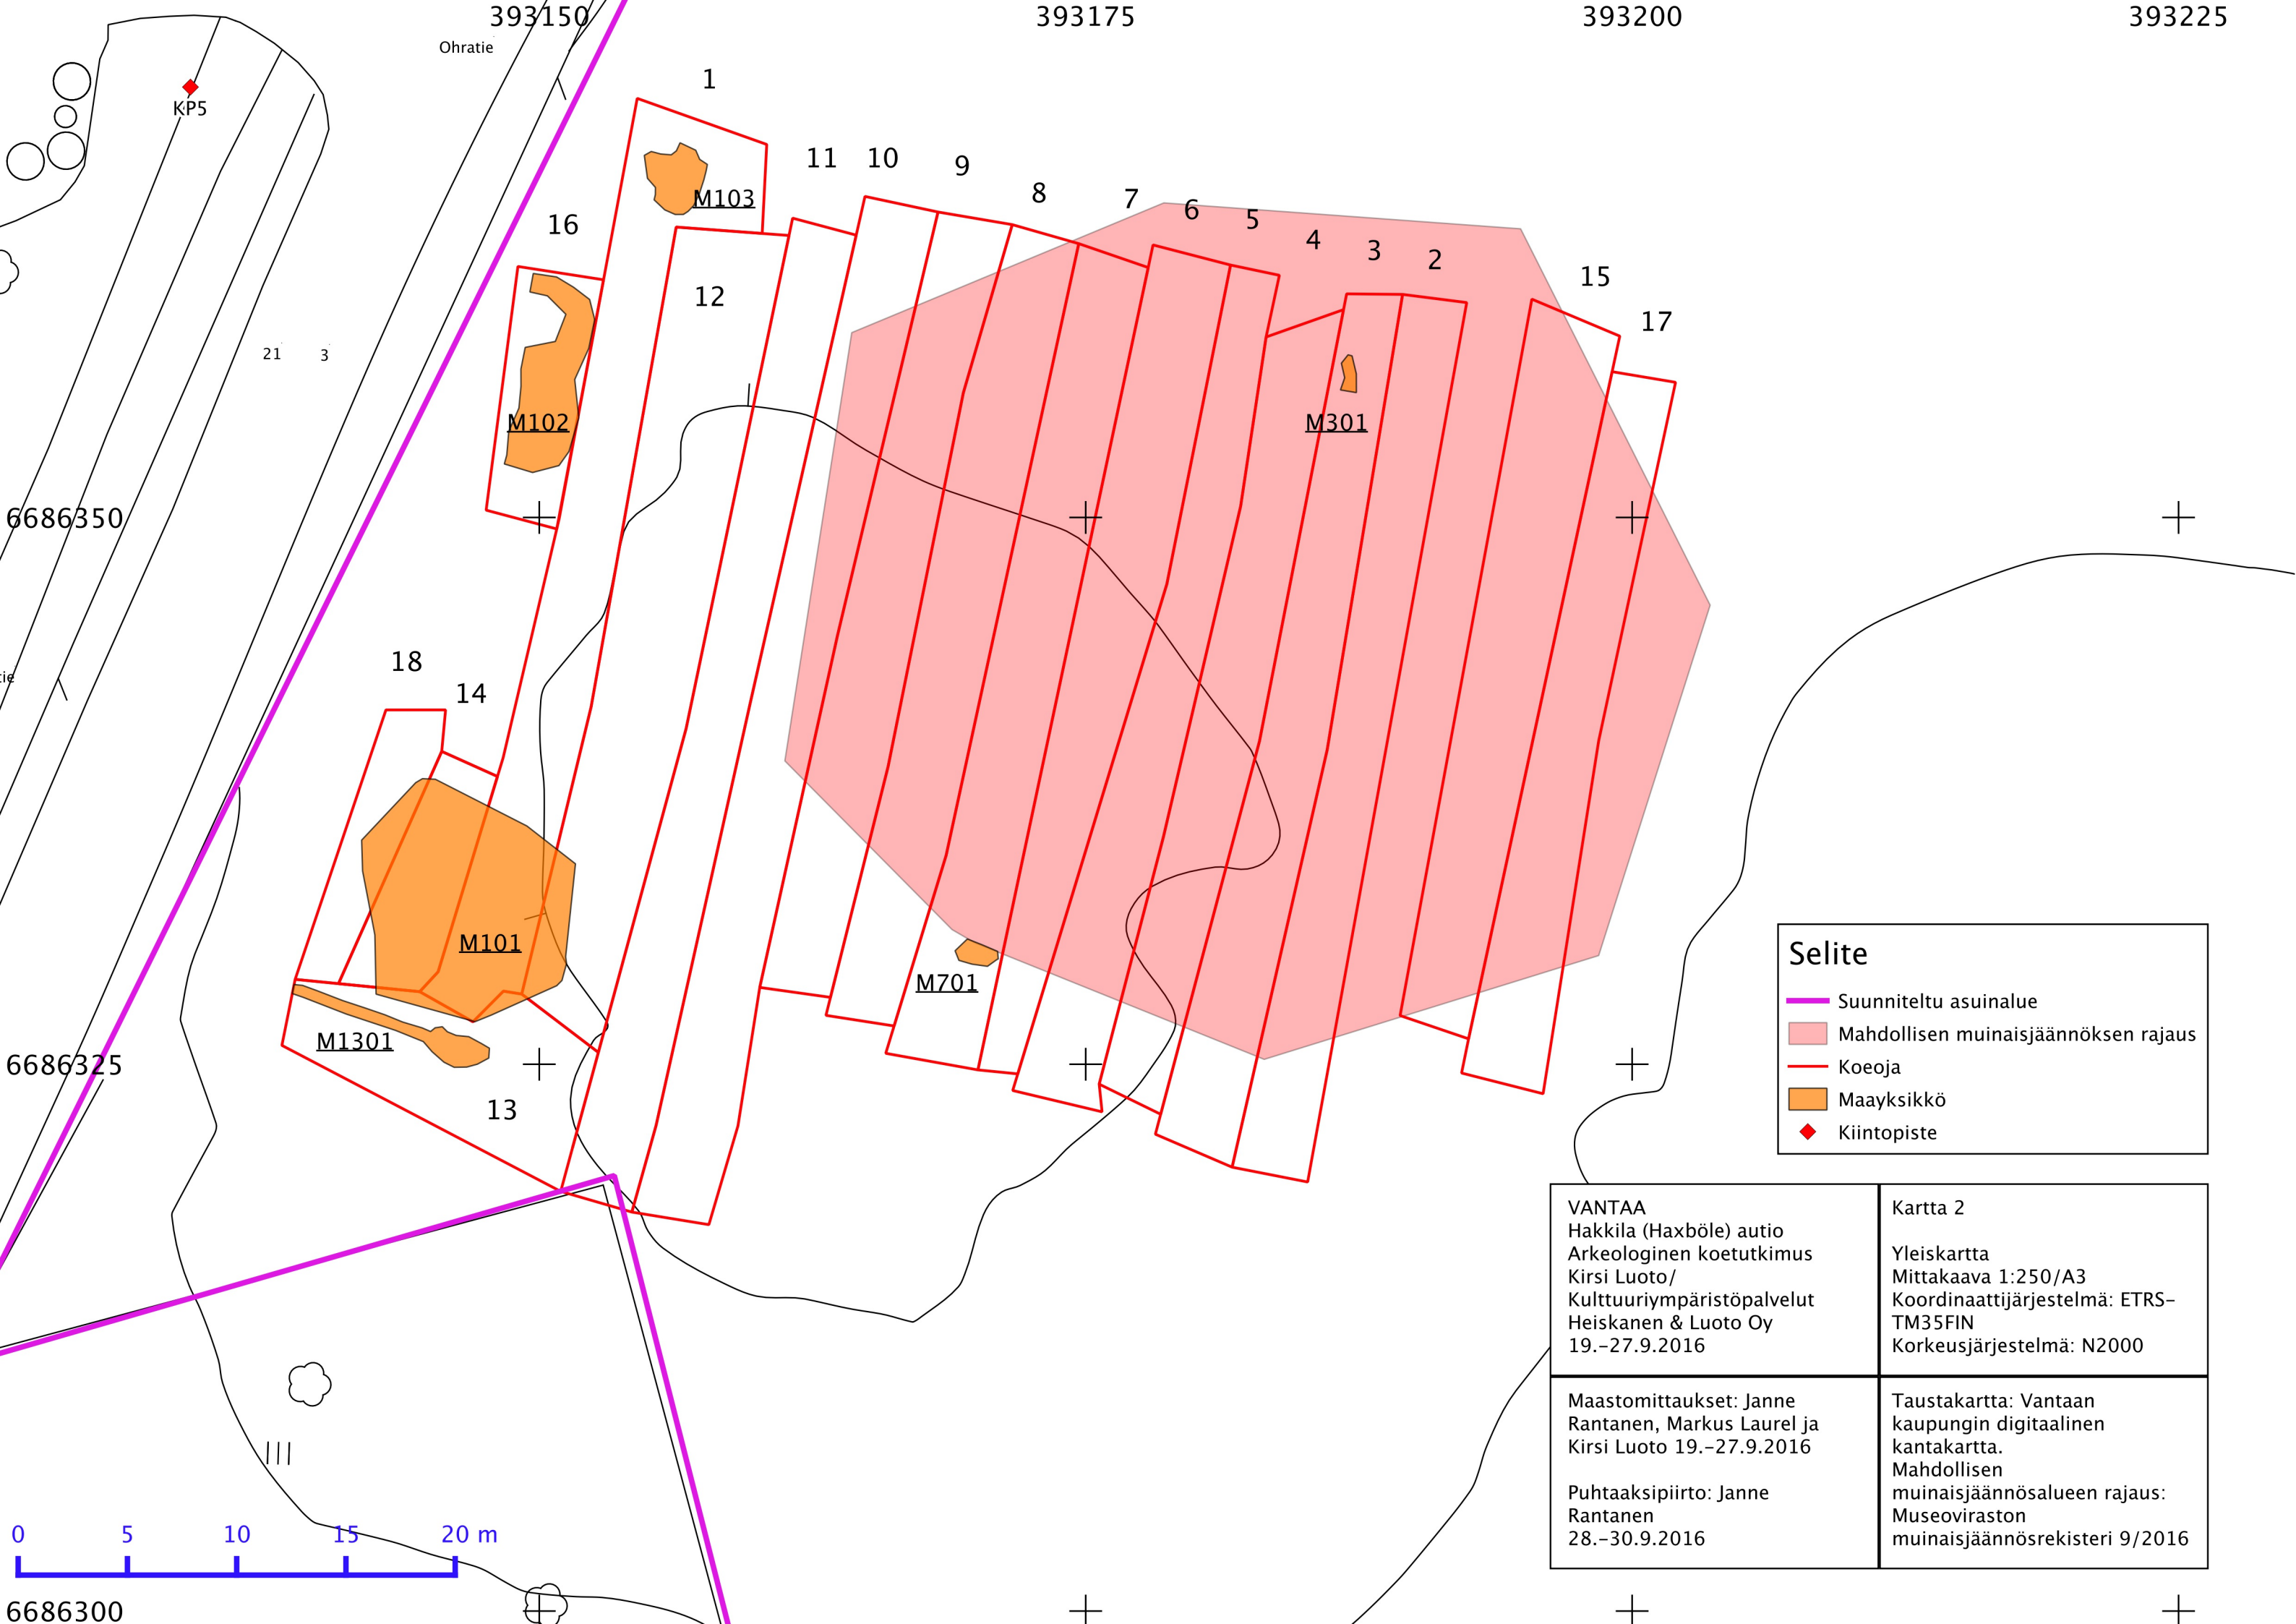 393150
393175
393200
393225
Ohratie
KP5
1
11
10
9
8
7
6
5
4
3
2
15
17
M103
16
12
21
3
M102
M301
6686350
18
14
M101
M701
M1301
6686325
13
Selite
Suunniteltu asuinalue
Mahdollisen muinaisjäännöksen rajaus
Koeoja
Maayksikkö
Kiintopiste
VANTAA
Hakkila (Haxböle) autio
Arkeologinen koetutkimus
Kirsi Luoto/
Kulttuuriympäristöpalvelut
Heiskanen & Luoto Oy
19.-27.9.2016
Kartta 2
Yleiskartta
Mittakaava 1:250/A3
Koordinaattijärjestelmä: ETRS-
TM35FIN
Korkeusjärjestelmä: N2000
Maastomittaukset: Janne
Rantanen, Markus Laurel ja
Kirsi Luoto 19.-27.9.2016
Puhtaaksipiirto: Janne
Rantanen
28.-30.9.2016
Taustakartta: Vantaan
kaupungin digitaalinen
kantakartta.
Mahdollisen
muinaisjäännösalueen rajaus:
Museoviraston
muinaisjäännösrekisteri 9/2016
0 5 10 15 20 m
6686300